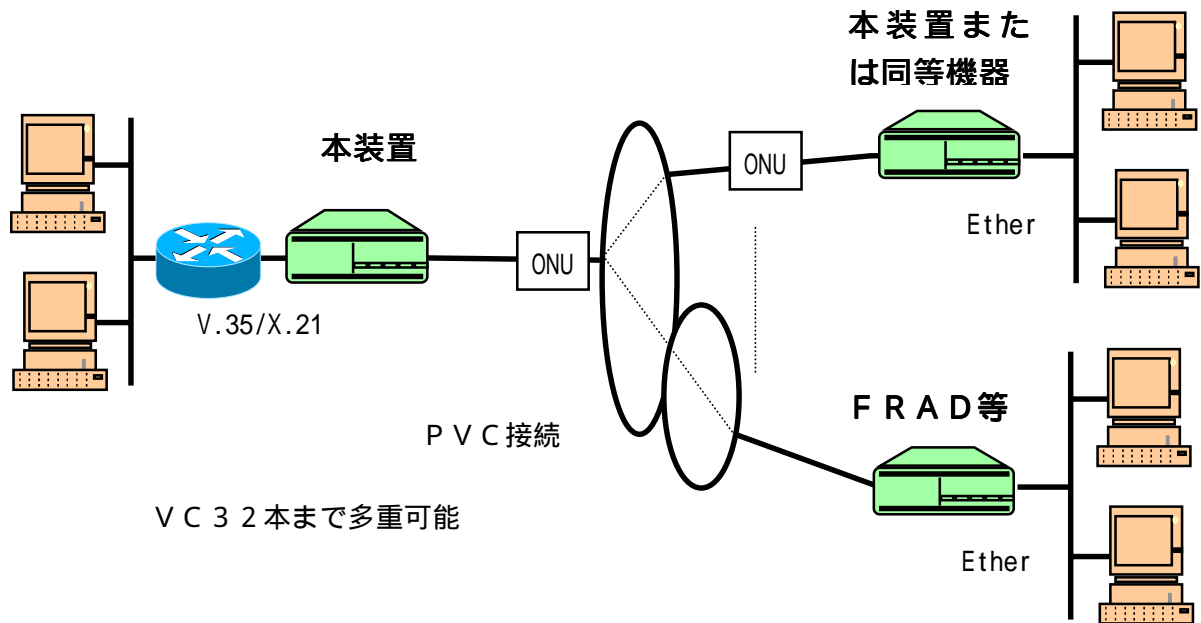 本装置また
は同等機器
本装置
ONU
Ether
ONU
V.35/X.21
ＦＲＡＤ等
ＰＶＣ接続
ＶＣ３２本まで多重可能
Ether